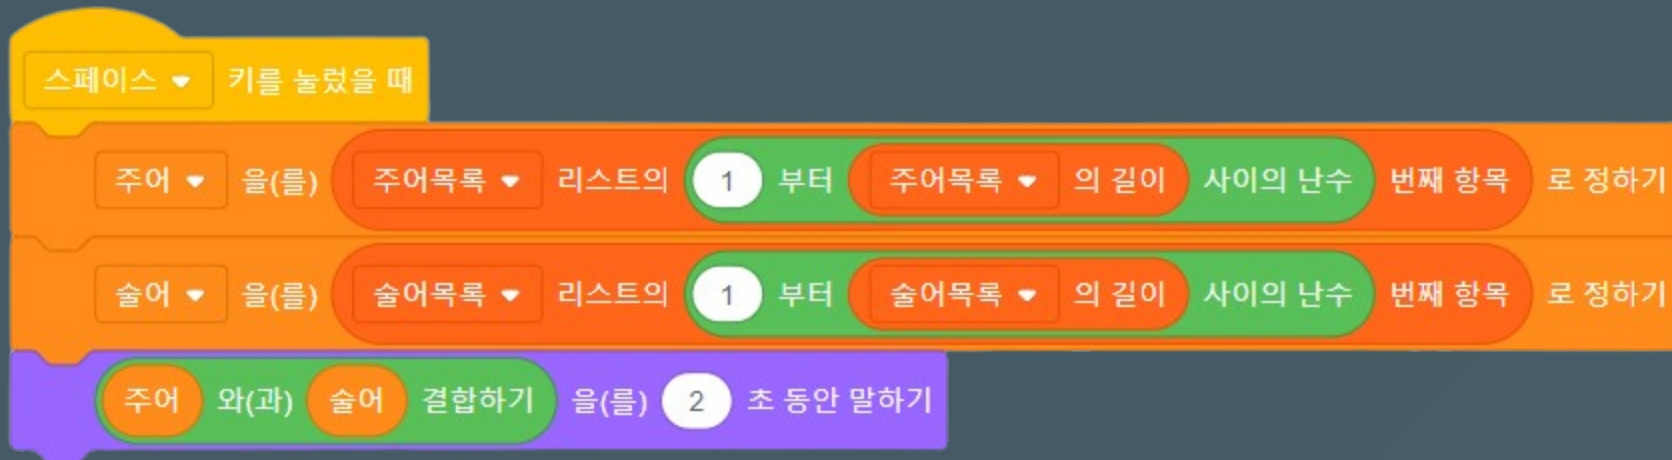 스페이스 키를 눌렀을 때
주어 을(를) 주어목록 리스트의 1 부터 주어목록 의 길이 사이의 난수 번째 항목 로 정하기
술어 을(를) 술어목록 리스트의 1 부터 술어목록 의 길이 사이의 난수 번째 항목 로 정하기
주어 와(과) 술어 결합하기 을(를) 2 초 동안 말하기